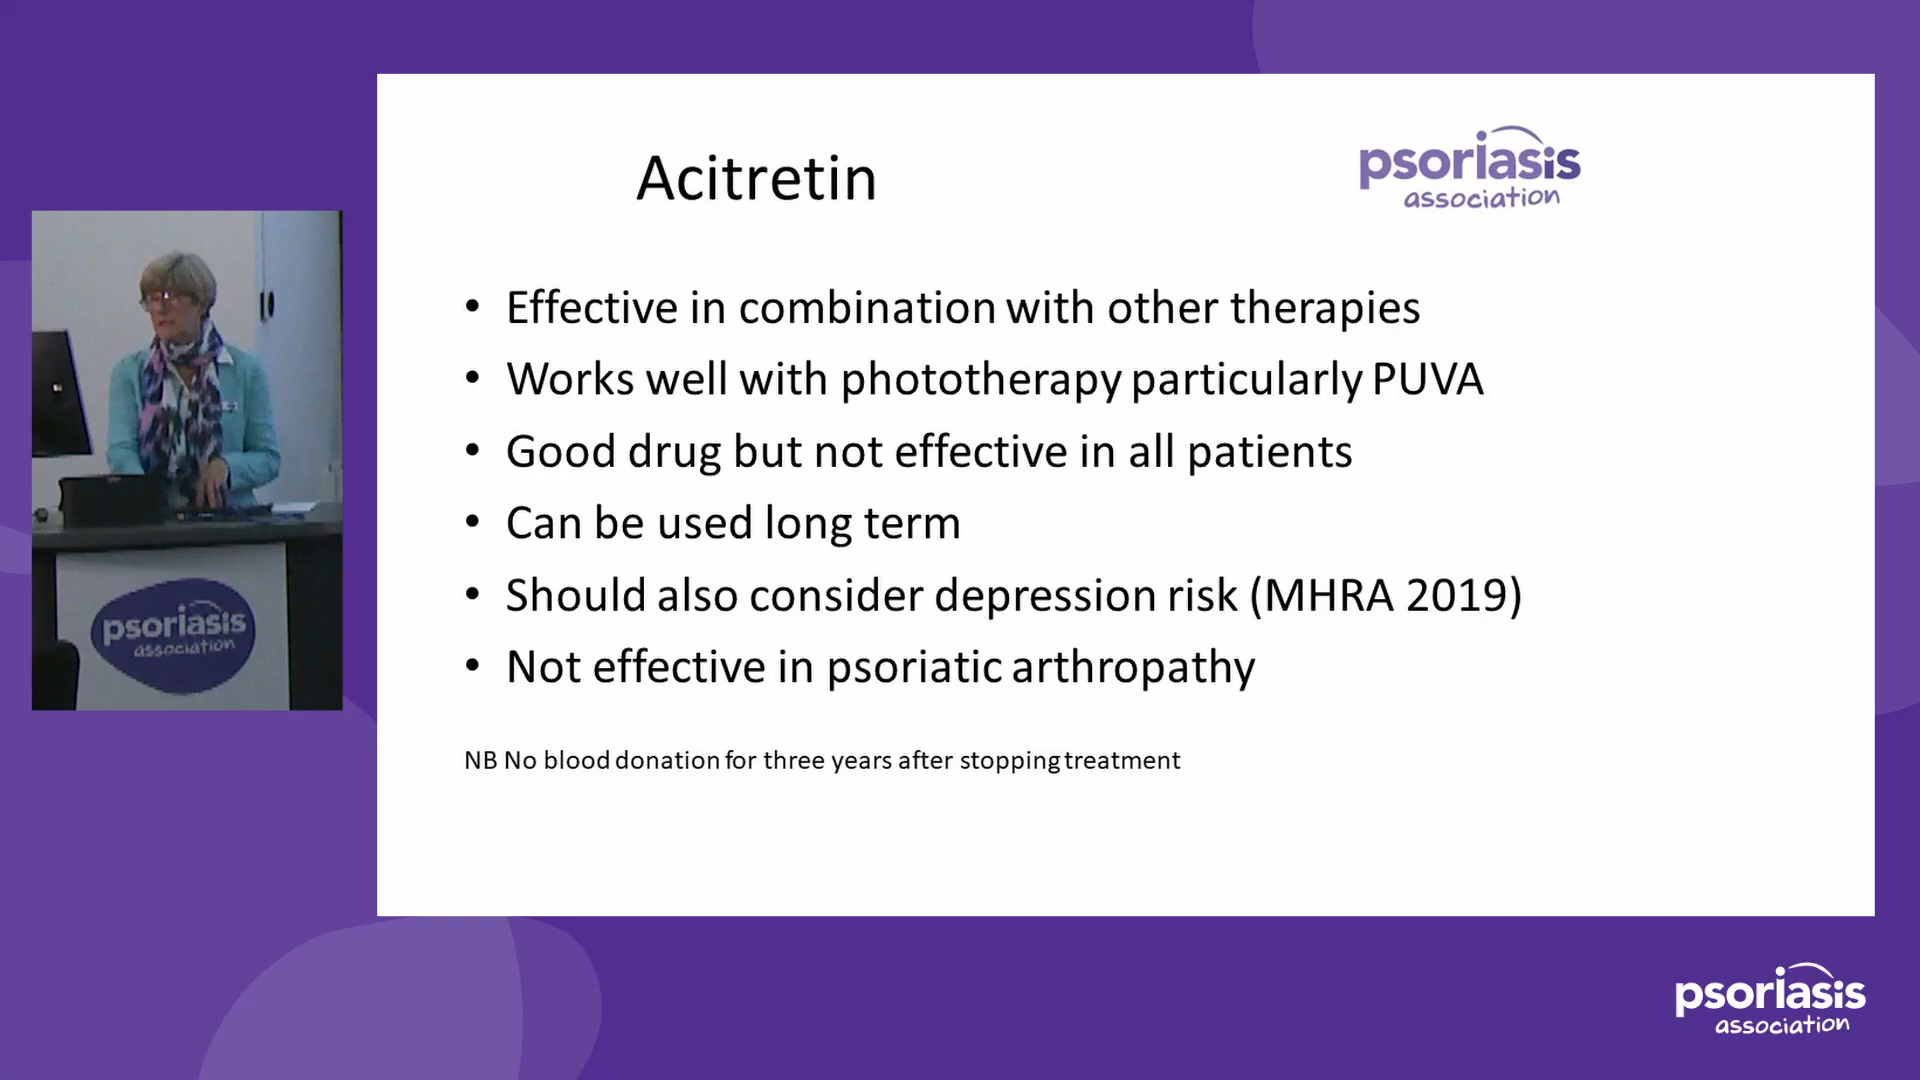 Acitretin
psoriasis
association
• Effective in combination with other therapies
• Works well with phototherapy particularly PUVA
• Good drug but not effective in all patients
• Can be used long term
• Should also consider depression risk (MHRA 2019)
• Not effective in psoriatic arthropathy
NB No blood donation for three years after stopping treatment
psoriasis
association
psoriasis
association